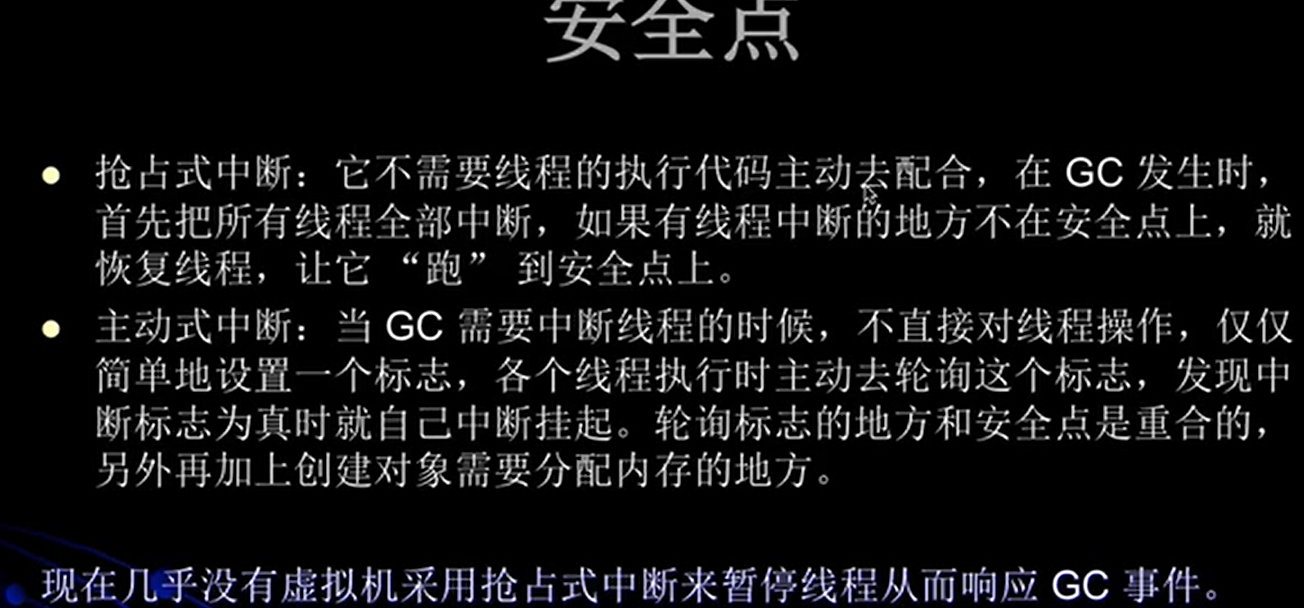 安全点
抢占式中断：它不需要线程的执行代码主动去配合，在 GC 发生时，
首先把所有线程全部中断，如果有线程中断的地方不在安全点上，就
恢复线程，让它 “跑” 到安全点上。
主动式中断：当 GC 需要中断线程的时候，不直接对线程操作，仅仅
简单地设置一个标志，各个线程执行时主动去轮询这个标志，发现中
断标志为真时就自己中断挂起。轮询标志的地方和安全点是重合的，
另外再加上创建对象需要分配内存的地方。
现在几乎没有虚拟机采用抢占式中断来暂停线程从而响应 GC 事件。